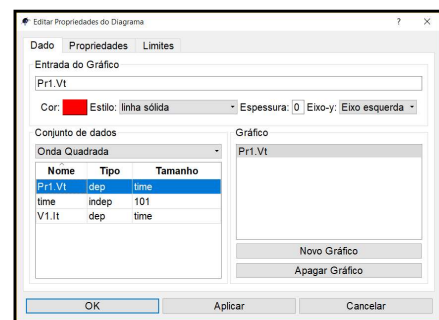 Editar Propriedades do Diagrama ? ×
Dado Propriedades Limites
Entrada do Gráfico
Pr1.Vt
Cor: Estilo: linha sólida Espessura: 0 Eixo-y: Eixo esquerda
Conjunto de dados Gráfico
Onda Quadrada Pr1.Vt
Nome Tipo Tamanho
Pr1.Vt dep time
time indep 101
V1.It dep time
Novo Gráfico
Apagar Gráfico
OK Aplicar Cancelar